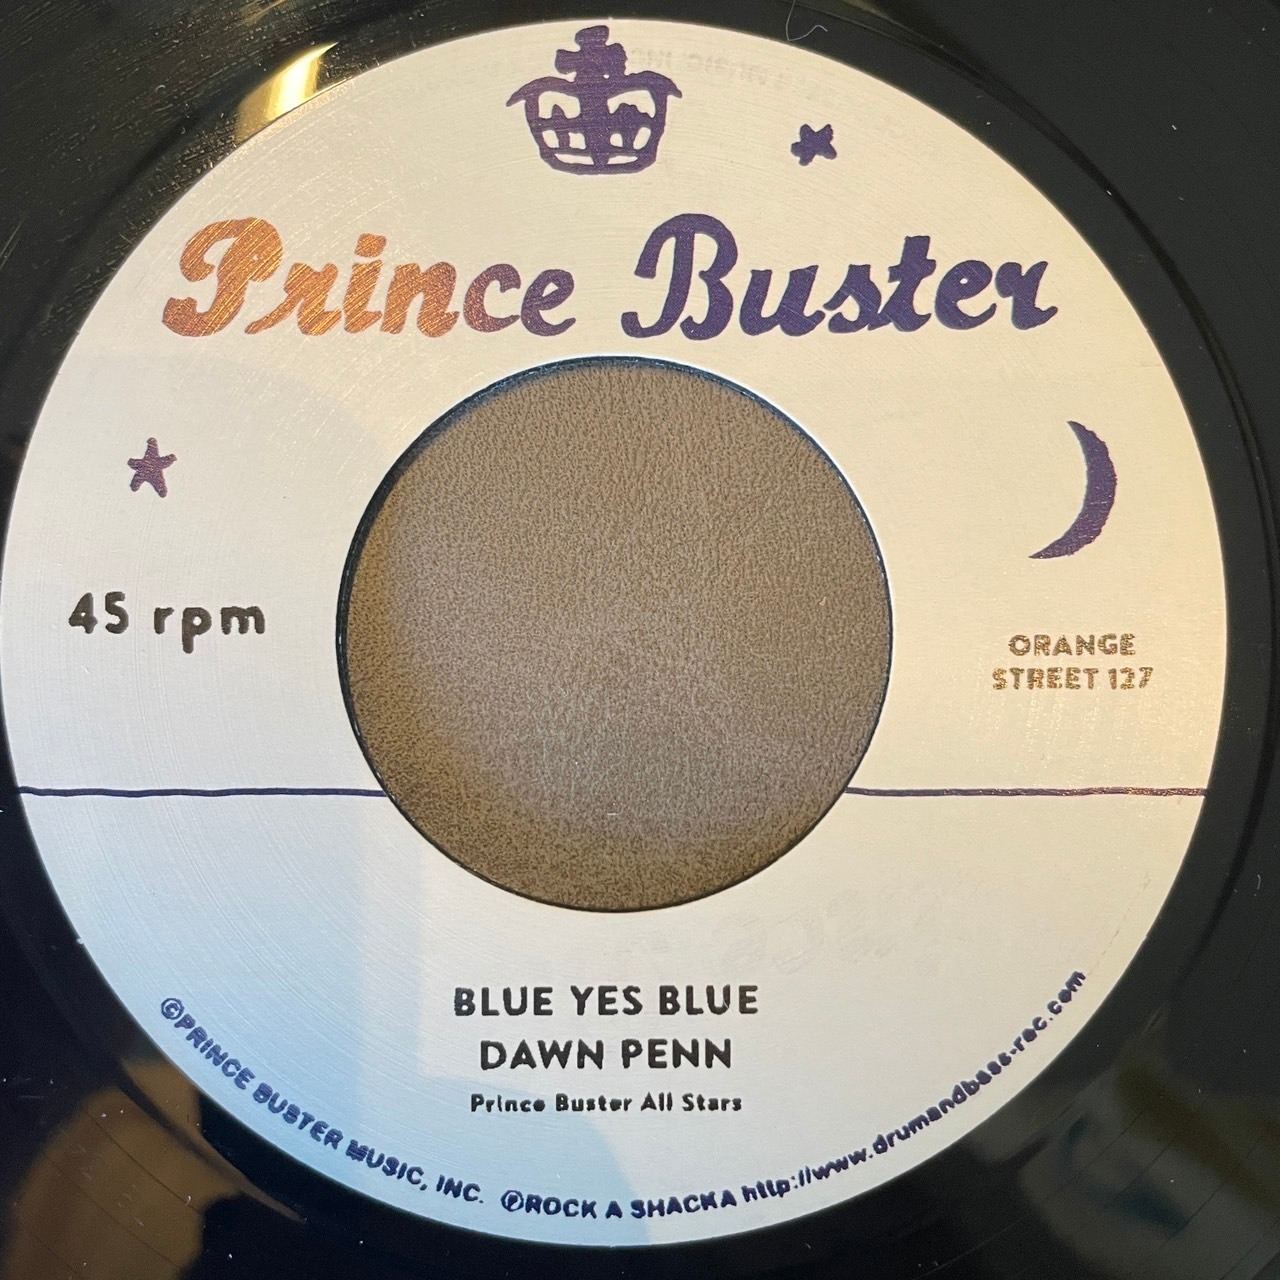 Prince Buster
45 rpm
ORANGE
STREET 127
BLUE YES BLUE
DAWN PENN
Prince Buster All Stars
©PRINCE BUSTER MUSIC, INC. ℗ROCK A SHACKA http://www.drumandbass-rec.com